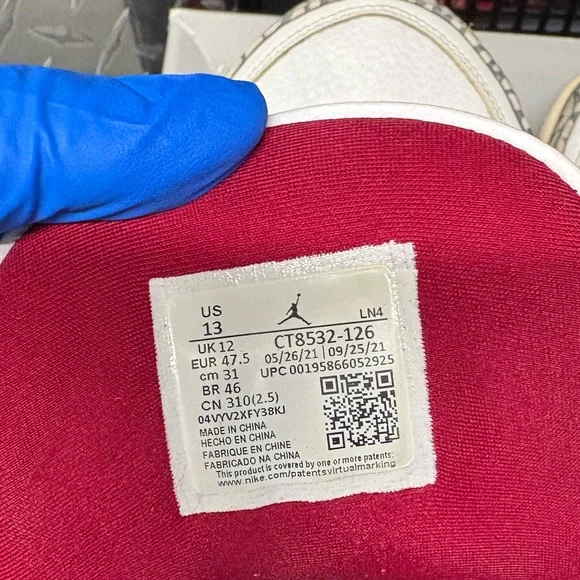 US
13
LN4
UK 12
CT8532-126
EUR 47.5
05/26/21 | 09/25/21
cm 31
UPC 00195866052925
BR 46
CN 310(2.5)
04VYV2XFY38KJ
MADE IN CHINA
HECHO EN CHINA
FABRIQUE EN CHINE
FABRICADO NA CHINA
This product is covered by one or more patents:
www.nike.com/patentsvirtualmarking